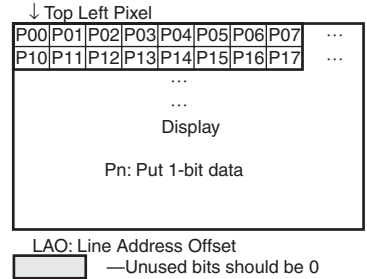 ↓ Top Left Pixel
P00 P01 P02 P03 P04 P05 P06 P07 …
P10 P11 P12 P13 P14 P15 P16 P17 …
…
…
Display
Pn: Put 1-bit data
LAO: Line Address Offset
—Unused bits should be 0